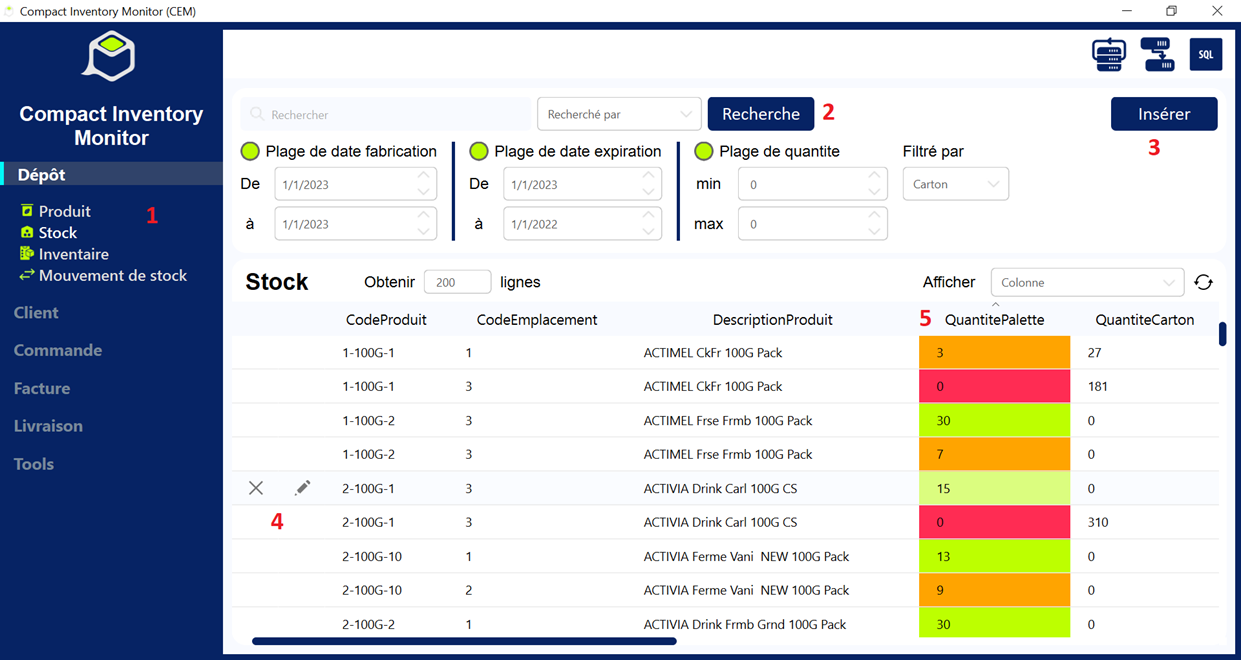 Compact Inventory Monitor (CEM)
SQL
Compact Inventory
Monitor
Rechercher
Recherché par
Recherche
2
Insérer
3
Plage de date fabrication
Plage de date expiration
Plage de quantite
Filtré par
Dépôt
De 1/1/2023
De 1/1/2023
min 0
Carton
Produit
1
Stock
Inventaire
Mouvement de stock
à 1/1/2023
à 1/1/2022
max 0
Client
Commande
Facture
Livraison
Tools
Stock
Obtenir 200 lignes
Afficher Colonne
CodeProduit CodeEmplacement DescriptionProduit 5 QuantitePalette QuantiteCarton
1-100G-1 1 ACTIMEL CkFr 100G Pack 3 27
1-100G-1 3 ACTIMEL CkFr 100G Pack 0 181
1-100G-2 3 ACTIMEL Frse Frmb 100G Pack 30 0
1-100G-2 3 ACTIMEL Frse Frmb 100G Pack 7 0
2-100G-1 3 ACTIVIA Drink Carl 100G CS 15 0
4
2-100G-1 3 ACTIVIA Drink Carl 100G CS 0 310
2-100G-10 1 ACTIVIA Ferme Vani  NEW 100G Pack 13 0
2-100G-10 2 ACTIVIA Ferme Vani  NEW 100G Pack 9 0
2-100G-2 1 ACTIVIA Drink Frmb Grnd 100G Pack 30 0